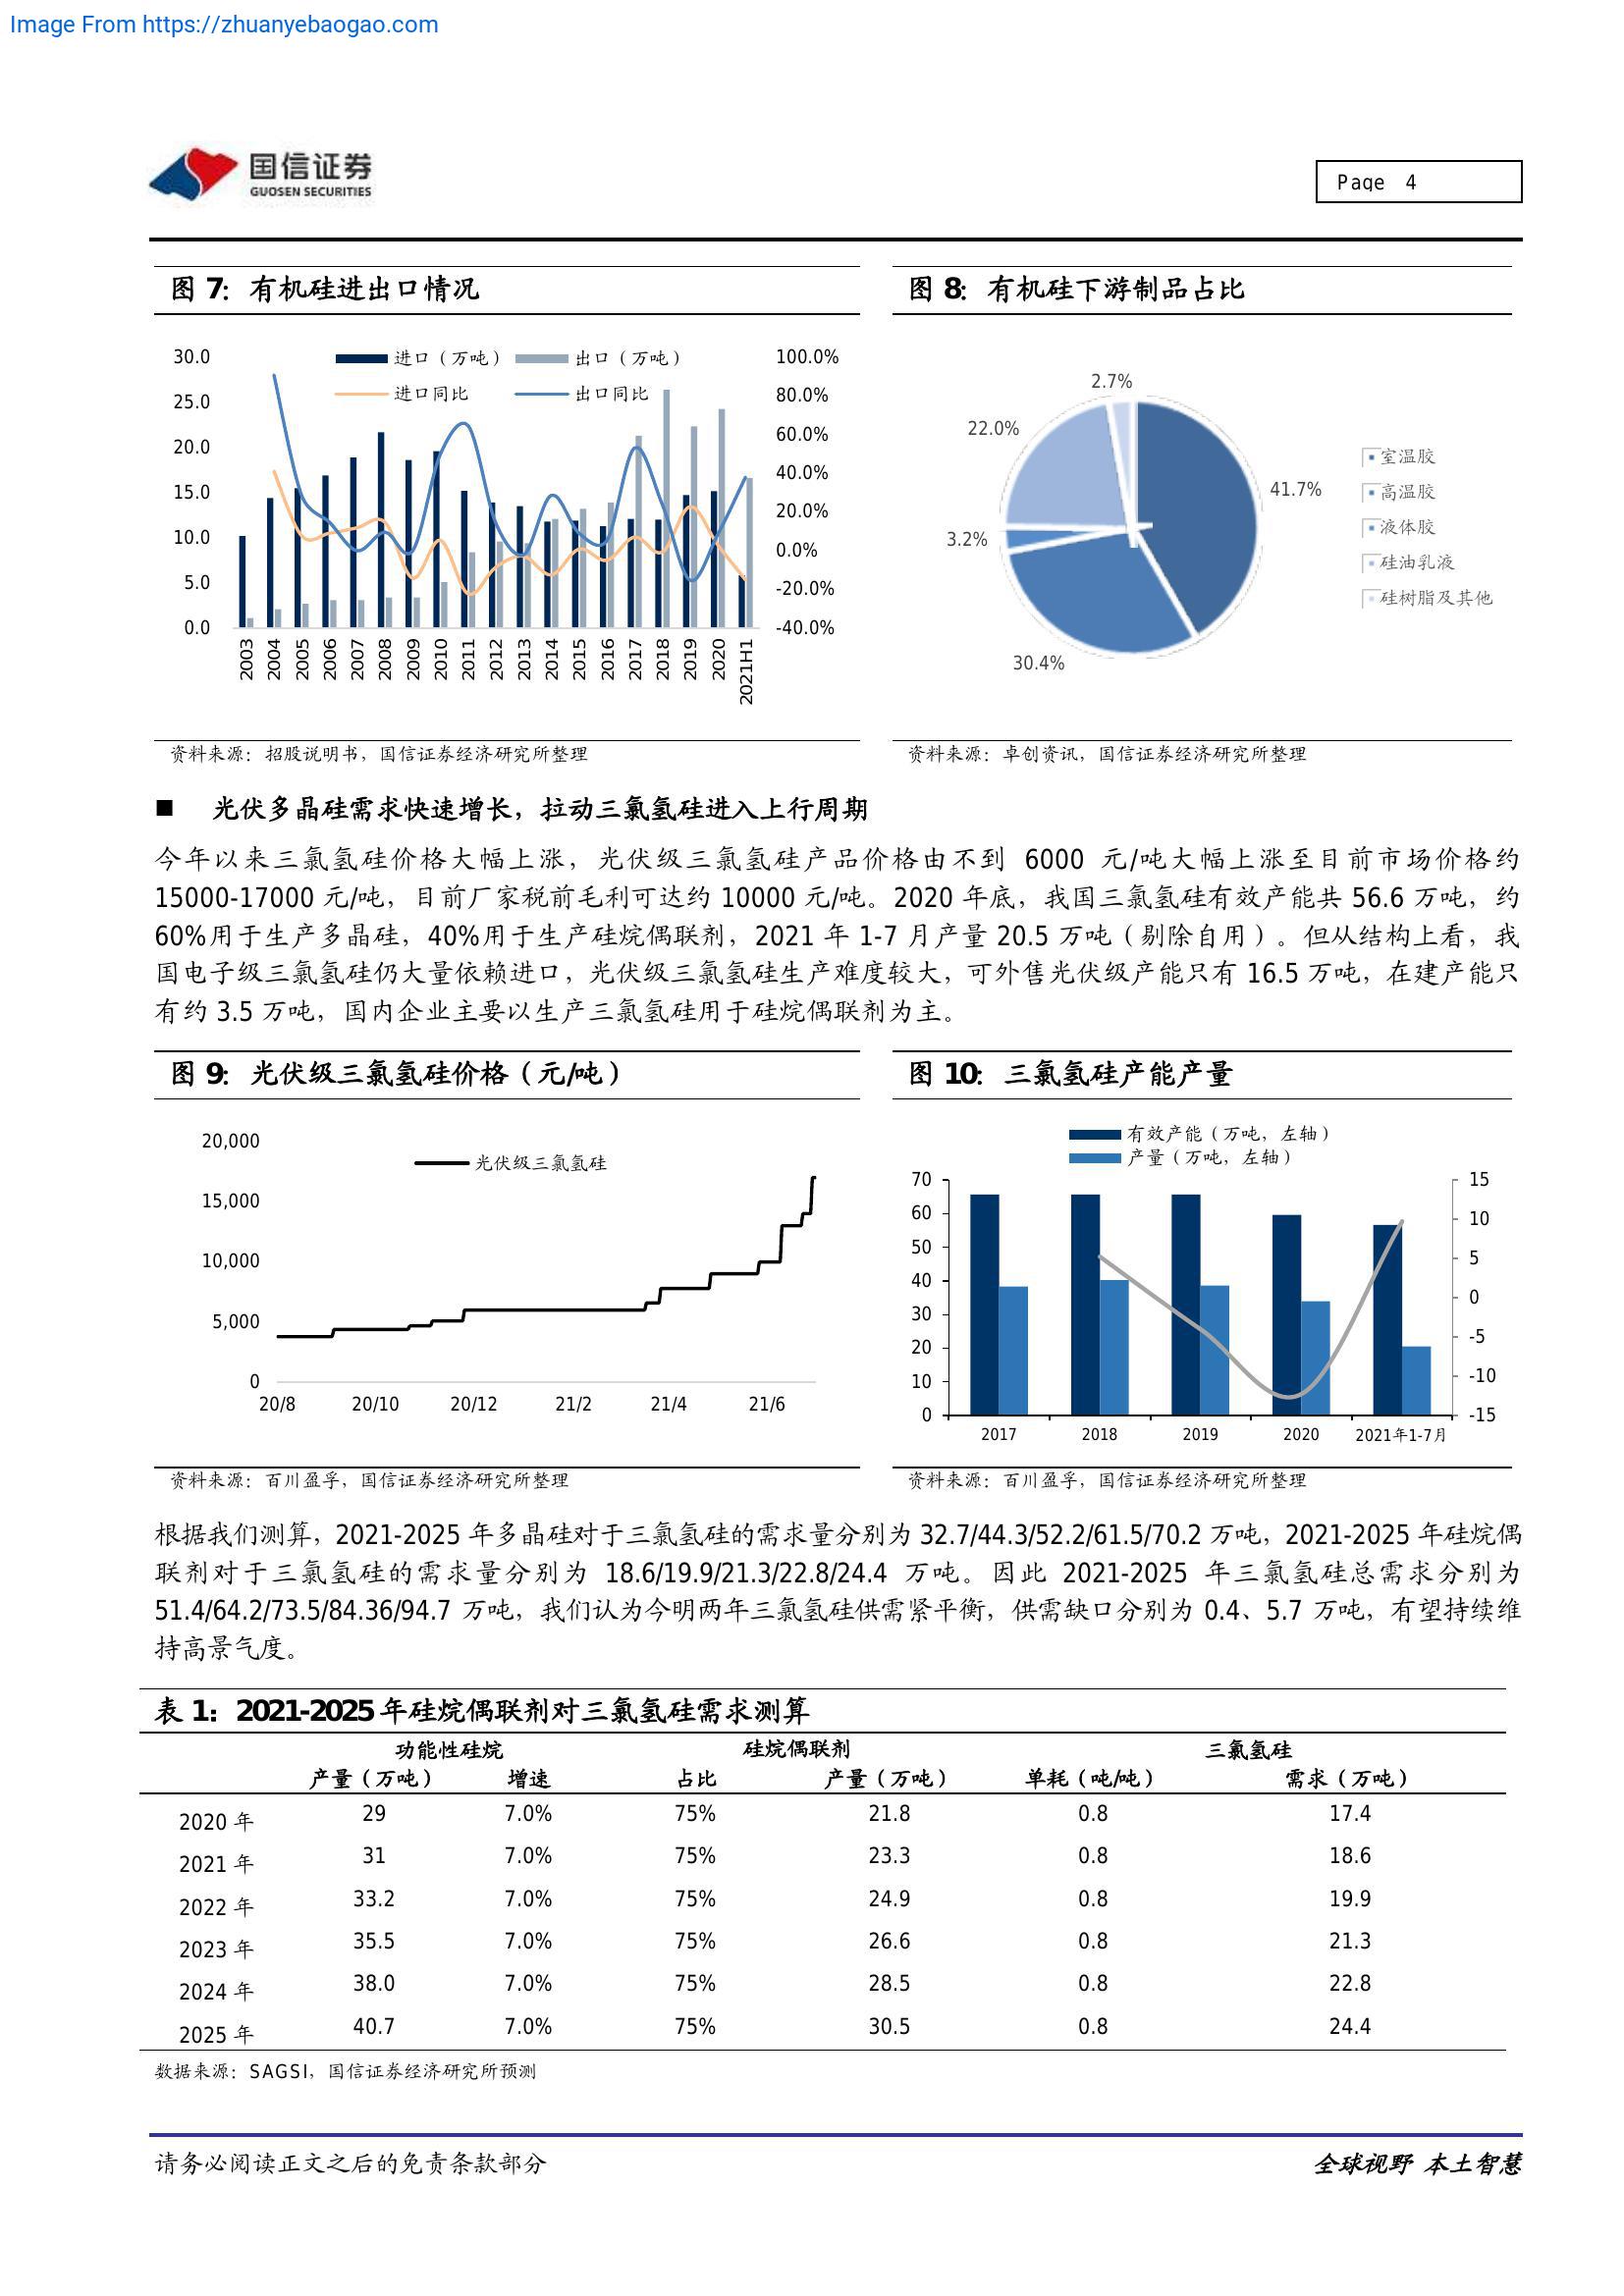 Image From https://zhuanyebaogao.com
国信证券
GUOSEN SECURITIES
Page 4
图 7：有机硅进出口情况
30.0
25.0
20.0
15.0
10.0
5.0
0.0
进口（万吨）
出口（万吨）
进口同比
出口同比
100.0%
80.0%
60.0%
40.0%
20.0%
0.0%
-20.0%
-40.0%
2003
2004
2005
2006
2007
2008
2009
2010
2011
2012
2013
2014
2015
2016
2017
2018
2019
2020
2021H1
资料来源：招股说明书，国信证券经济研究所整理
图 8：有机硅下游制品占比
2.7%
22.0%
41.7%
3.2%
30.4%
室温胶
高温胶
液体胶
硅油乳液
硅树脂及其他
资料来源：卓创资讯，国信证券经济研究所整理
■ 光伏多晶硅需求快速增长，拉动三氯氢硅进入上行周期
今年以来三氯氢硅价格大幅上涨，光伏级三氯氢硅产品价格由不到 6000 元/吨大幅上涨至目前市场价格约
15000-17000 元/吨，目前厂家税前毛利可达约 10000 元/吨。2020 年底，我国三氯氢硅有效产能共 56.6 万吨，约
60%用于生产多晶硅，40%用于生产硅烷偶联剂，2021 年 1-7 月产量 20.5 万吨（剔除自用）。但从结构上看，我
国电子级三氯氢硅仍大量依赖进口，光伏级三氯氢硅生产难度较大，可外售光伏级产能只有 16.5 万吨，在建产能只
有约 3.5 万吨，国内企业主要以生产三氯氢硅用于硅烷偶联剂为主。
图 9：光伏级三氯氢硅价格（元/吨）
20,000
15,000
10,000
5,000
0
光伏级三氯氢硅
20/8
20/10
20/12
21/2
21/4
21/6
资料来源：百川盈孚，国信证券经济研究所整理
图 10：三氯氢硅产能产量
有效产能（万吨，左轴）
产量（万吨，左轴）
70
60
50
40
30
20
10
0
15
10
5
0
-5
-10
-15
2017
2018
2019
2020
2021年1-7月
资料来源：百川盈孚，国信证券经济研究所整理
根据我们测算，2021-2025 年多晶硅对于三氯氢硅的需求量分别为 32.7/44.3/52.2/61.5/70.2 万吨，2021-2025 年硅烷偶
联剂对于三氯氢硅的需求量分别为 18.6/19.9/21.3/22.8/24.4 万吨。因此 2021-2025 年三氯氢硅总需求分别为
51.4/64.2/73.5/84.36/94.7 万吨，我们认为今明两年三氯氢硅供需紧平衡，供需缺口分别为 0.4、5.7 万吨，有望持续维
持高景气度。
表 1：2021-2025 年硅烷偶联剂对三氯氢硅需求测算
功能性硅烷 硅烷偶联剂 三氯氢硅
产量（万吨） 增速 占比 产量（万吨） 单耗（吨/吨） 需求（万吨）
2020 年 29 7.0% 75% 21.8 0.8 17.4
2021 年 31 7.0% 75% 23.3 0.8 18.6
2022 年 33.2 7.0% 75% 24.9 0.8 19.9
2023 年 35.5 7.0% 75% 26.6 0.8 21.3
2024 年 38.0 7.0% 75% 28.5 0.8 22.8
2025 年 40.7 7.0% 75% 30.5 0.8 24.4
数据来源：SAGSI，国信证券经济研究所预测
请务必阅读正文之后的免责条款部分
全球视野 本土智慧